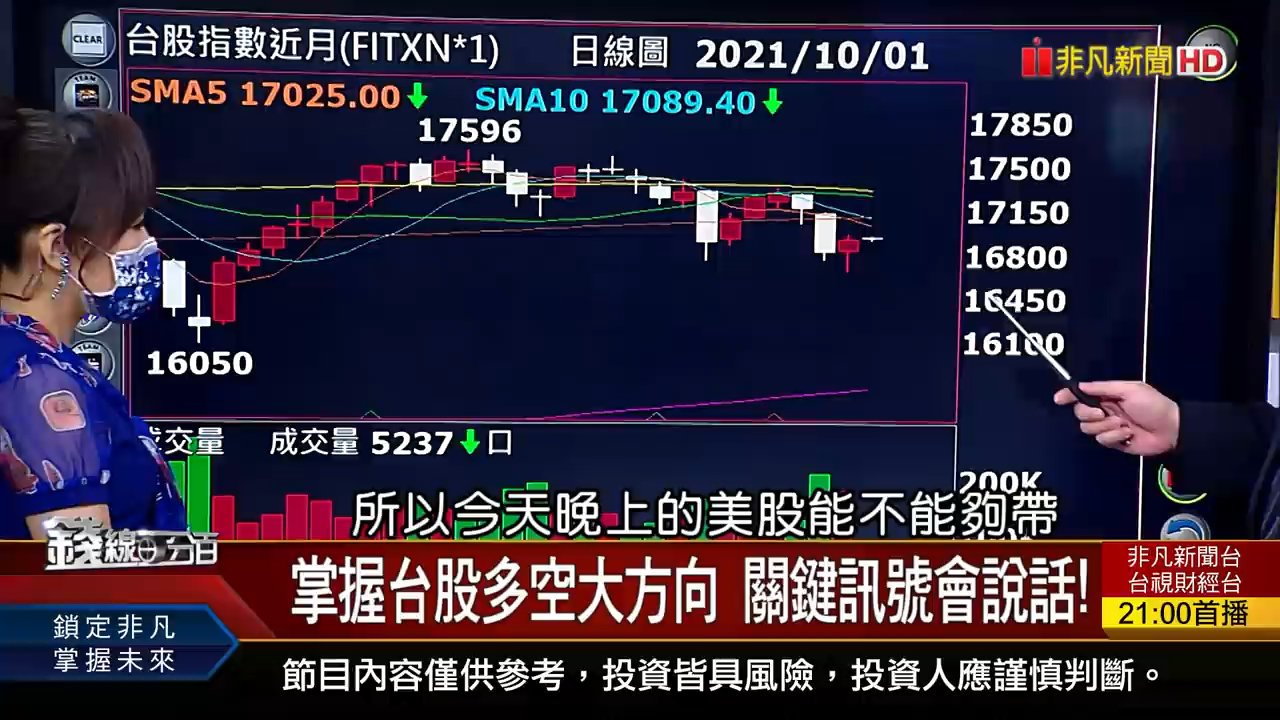 CLEAR
台股指數近月(FITXN*1) 日線圖 2021/10/01
非凡新聞HD
TEAM
SMA5 17025.00↓ SMA10 17089.40↓
17596
17850
17500
17150
16800
16450
16100
16050
TEAM
成交量 成交量 5237↓口
200K
所以今天晚上的美股能不能夠帶
錢線百分百
掌握台股多空大方向 關鍵訊號會說話!
非凡新聞台
台視財經台
21:00首播
鎖定非凡
掌握未來
節目內容僅供參考，投資皆具風險，投資人應謹慎判斷。